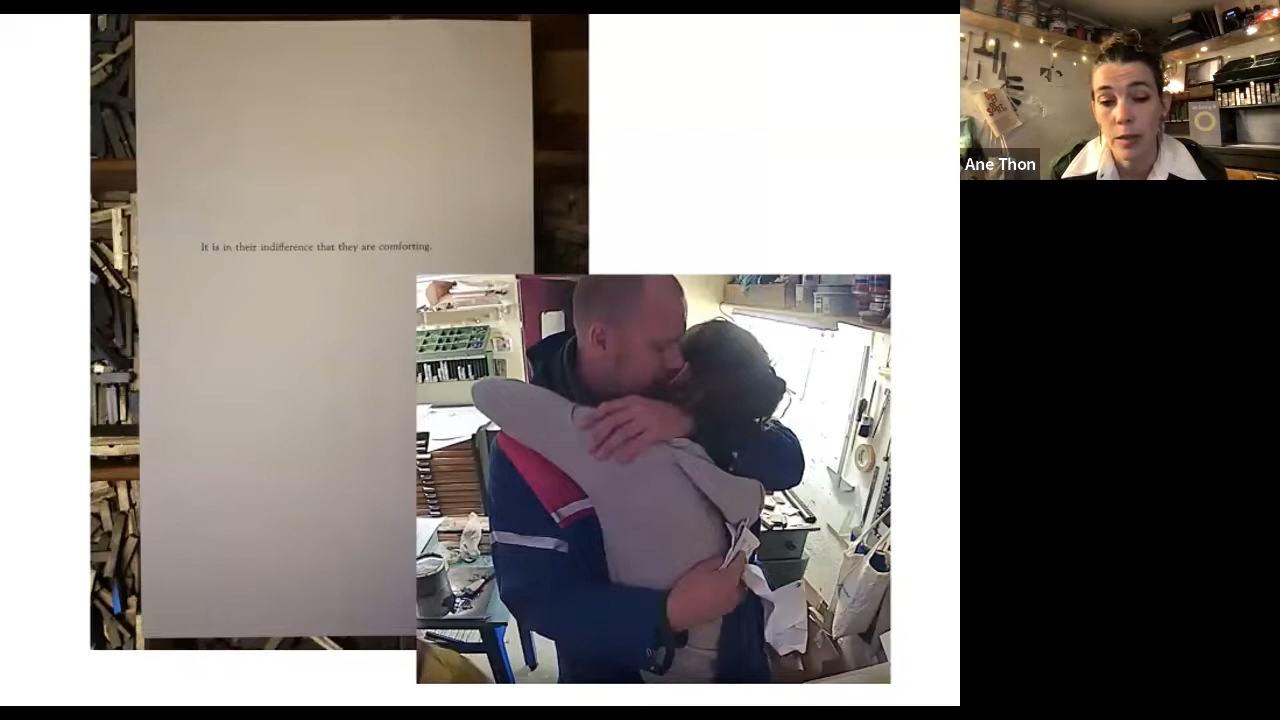 It is in their indifference that they are comforting.
Ane Thon